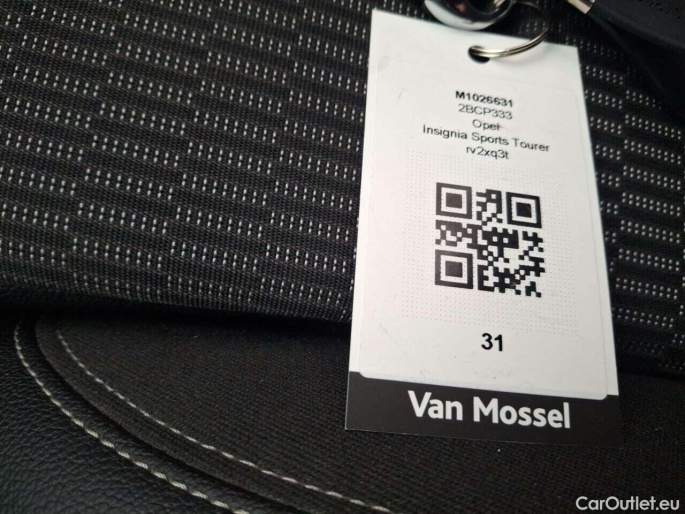 M1026631
2BCP333
Opel
Insignia Sports Tourer
rv2xq3t
31
Van Mossel
CarOutlet.eu